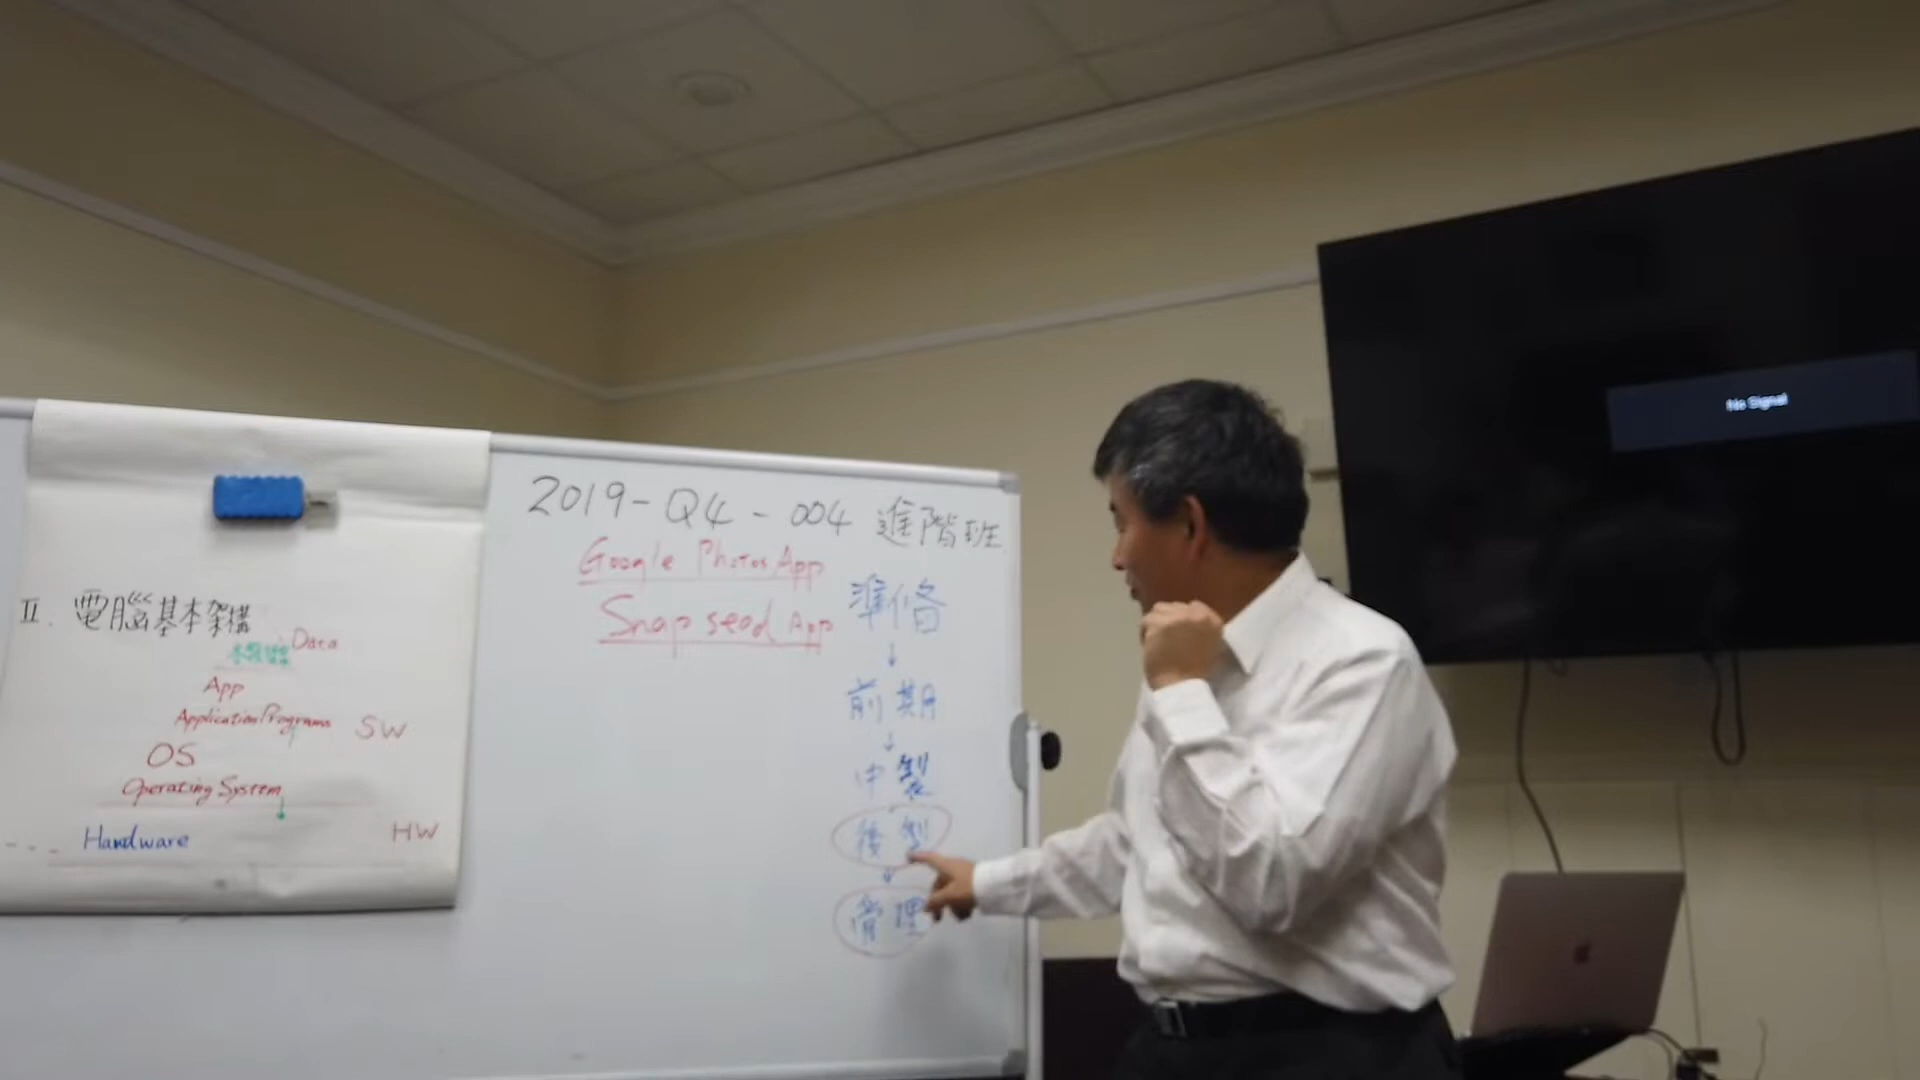 II. 電腦基本架構
Data
App
Application Programs
SW
OS
Operating System
Hardware
HW
2019-Q4-004 進階班
Google Photos App
Snapseed App
準備
↓
前期
↓
中製
後製
↓
管理
No Signal